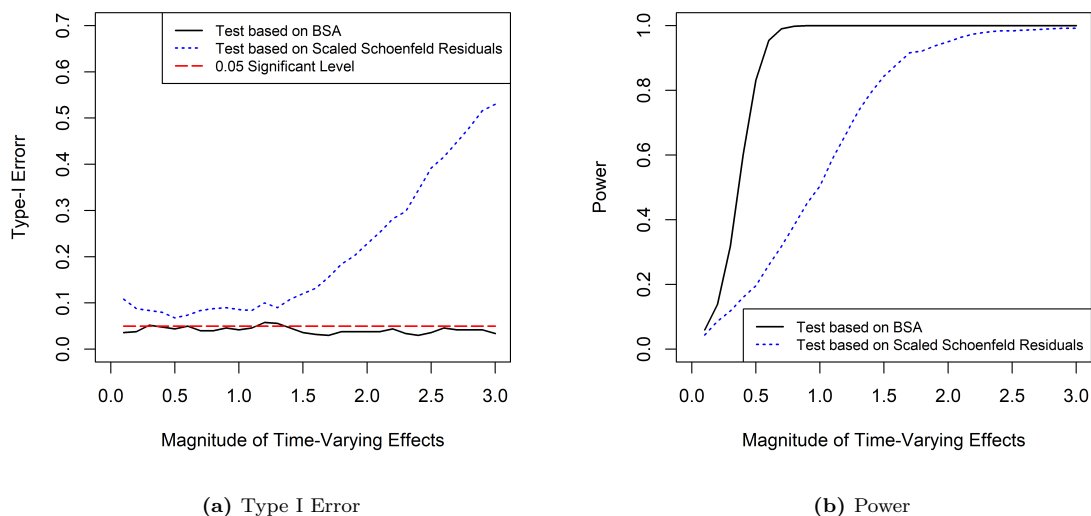 Test based on BSA
Test based on Scaled Schoenfeld Residuals
0.05 Significant Level
Type-I Errorr
0.0 0.1 0.2 0.3 0.4 0.5 0.6 0.7
0.0 0.5 1.0 1.5 2.0 2.5 3.0
Magnitude of Time-Varying Effects
(a) Type I Error
Power
0.0 0.2 0.4 0.6 0.8 1.0
Test based on BSA
Test based on Scaled Schoenfeld Residuals
0.0 0.5 1.0 1.5 2.0 2.5 3.0
Magnitude of Time-Varying Effects
(b) Power